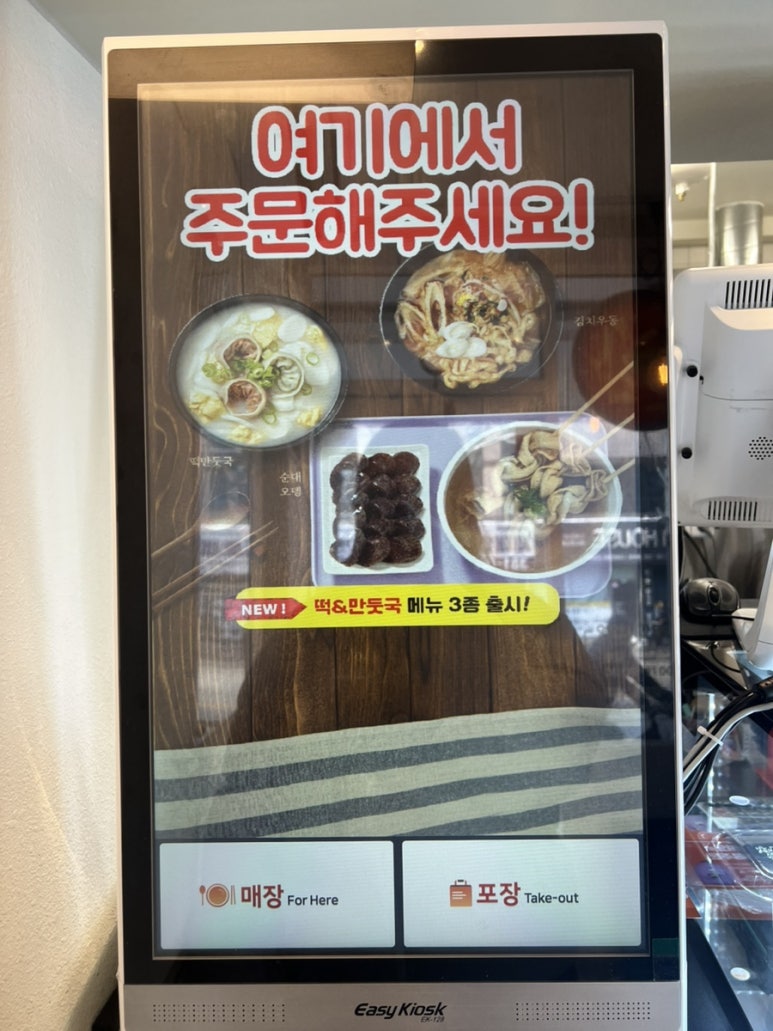 여기에서
주문해주세요!
김치우동
떡만둣국
순대
오뎅
NEW! 떡&만둣국 메뉴 3종 출시!
매장 For Here
포장 Take-out
Easy Kiosk
EK-128